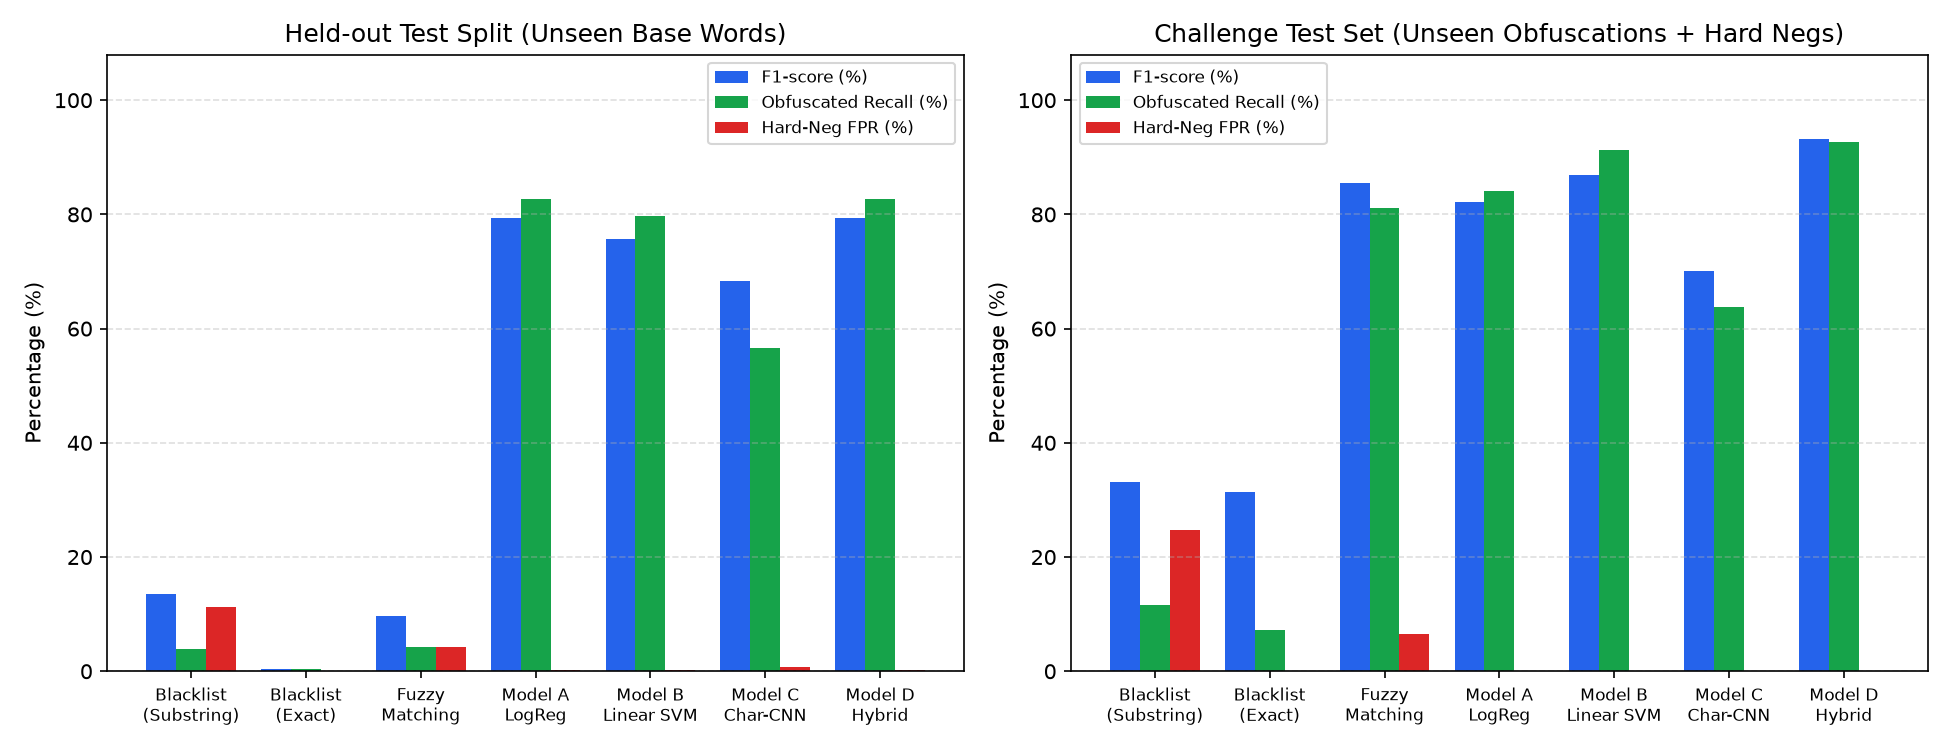 Held-out Test Split (Unseen Base Words)
F1-score (%)
Obfuscated Recall (%)
Hard-Neg FPR (%)
Percentage (%)
100
80
60
40
20
0
Blacklist
(Substring)
Blacklist
(Exact)
Fuzzy
Matching
Model A
LogReg
Model B
Linear SVM
Model C
Char-CNN
Model D
Hybrid
Challenge Test Set (Unseen Obfuscations + Hard Negs)
F1-score (%)
Obfuscated Recall (%)
Hard-Neg FPR (%)
Percentage (%)
100
80
60
40
20
0
Blacklist
(Substring)
Blacklist
(Exact)
Fuzzy
Matching
Model A
LogReg
Model B
Linear SVM
Model C
Char-CNN
Model D
Hybrid